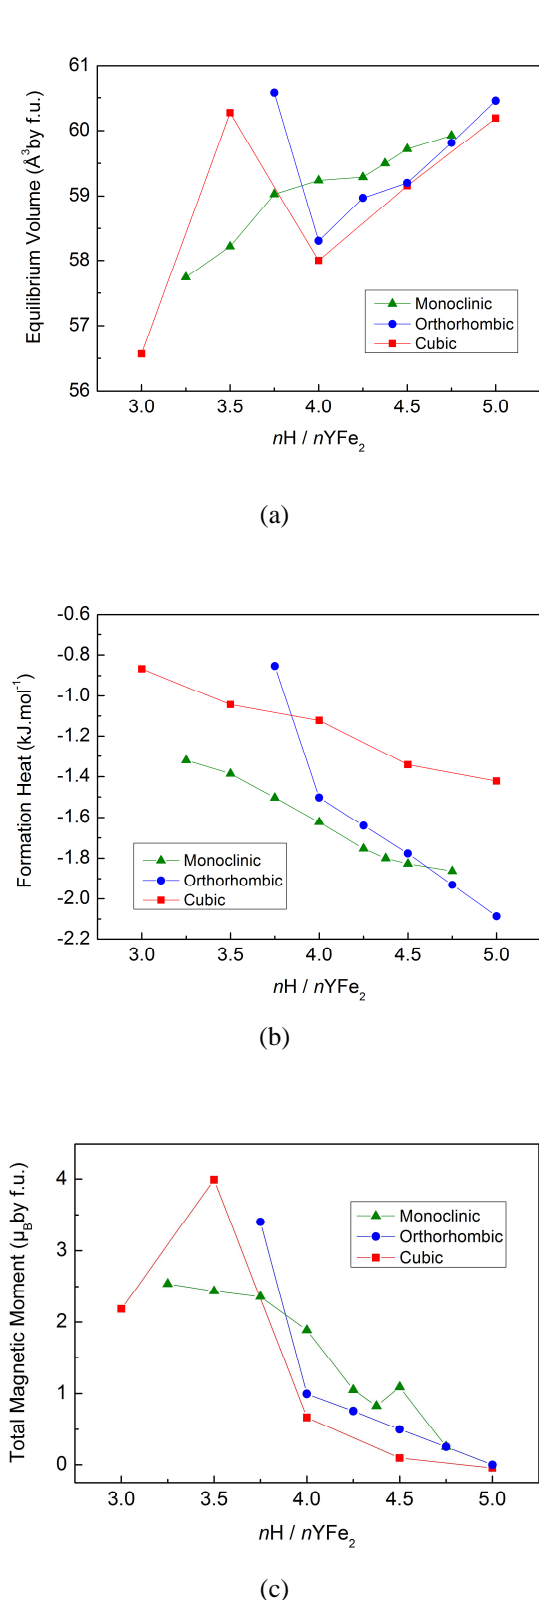 61
60
59
58
57
56
3.0 3.5 4.0 4.5 5.0
Equilibrium Volume (Å³by f.u.)
nH / nYFe₂
Monoclinic
Orthorhombic
Cubic
(a)
-0.6
-0.8
-1.0
-1.2
-1.4
-1.6
-1.8
-2.0
-2.2
3.0 3.5 4.0 4.5 5.0
Formation Heat (kJ.mol⁻¹)
nH / nYFe₂
Monoclinic
Orthorhombic
Cubic
(b)
4
3
2
1
0
3.0 3.5 4.0 4.5 5.0
Total Magnetic Moment (μ_B by f.u.)
nH / nYFe₂
Monoclinic
Orthorhombic
Cubic
(c)